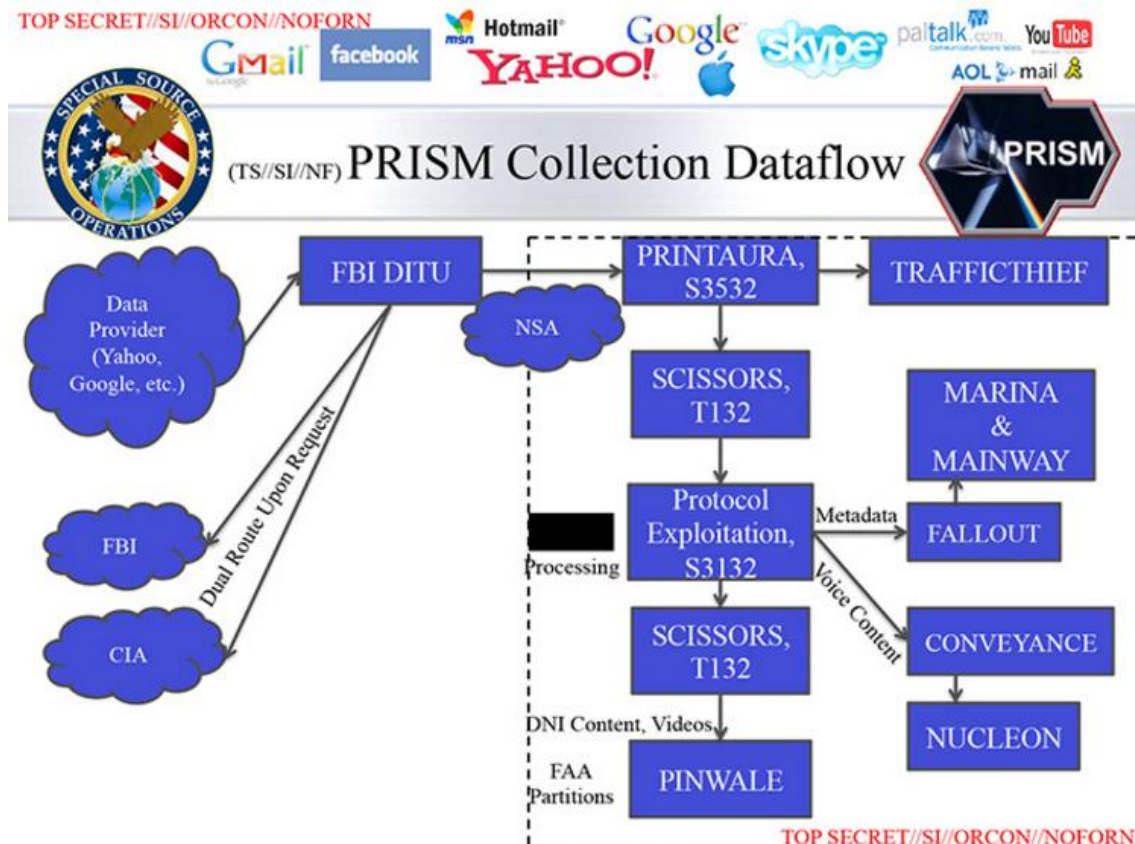 TOP SECRET//SI//ORCON//NOFORN
Gmail
by Google
facebook
msn
Hotmail
YAHOO!
Google
skype
paltalk.com
YouTube
AOL mail
SPECIAL SOURCE
OPERATIONS
(TS//SI//NF) PRISM Collection Dataflow
PRISM
Data
Provider
(Yahoo,
Google, etc.)
FBI DITU
NSA
PRINTAURA,
S3532
TRAFFICTHIEF
SCISSORS,
T132
MARINA
&
MAINWAY
Dual Route Upon Request
FBI
CIA
Processing
Protocol
Exploitation,
S3132
Metadata
FALLOUT
Voice Content
SCISSORS,
T132
CONVEYANCE
NUCLEON
DNI Content, Videos
FAA
Partitions
PINWALE
TOP SECRET//SI//ORCON//NOFORN